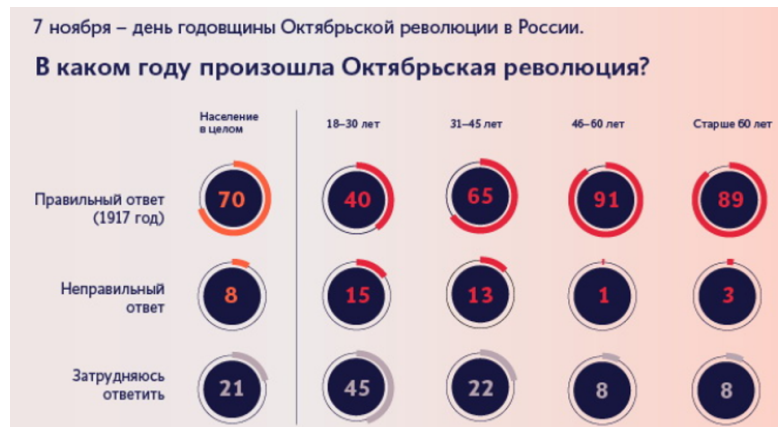 7 ноября – день годовщины Октябрьской революции в России.
В каком году произошла Октябрьская революция?
Население
в целом
18–30 лет
31–45 лет
46–60 лет
Старше 60 лет
Правильный ответ
(1917 год)
70
40
65
91
89
Неправильный
ответ
8
15
13
1
3
Затрудняюсь
ответить
21
45
22
8
8